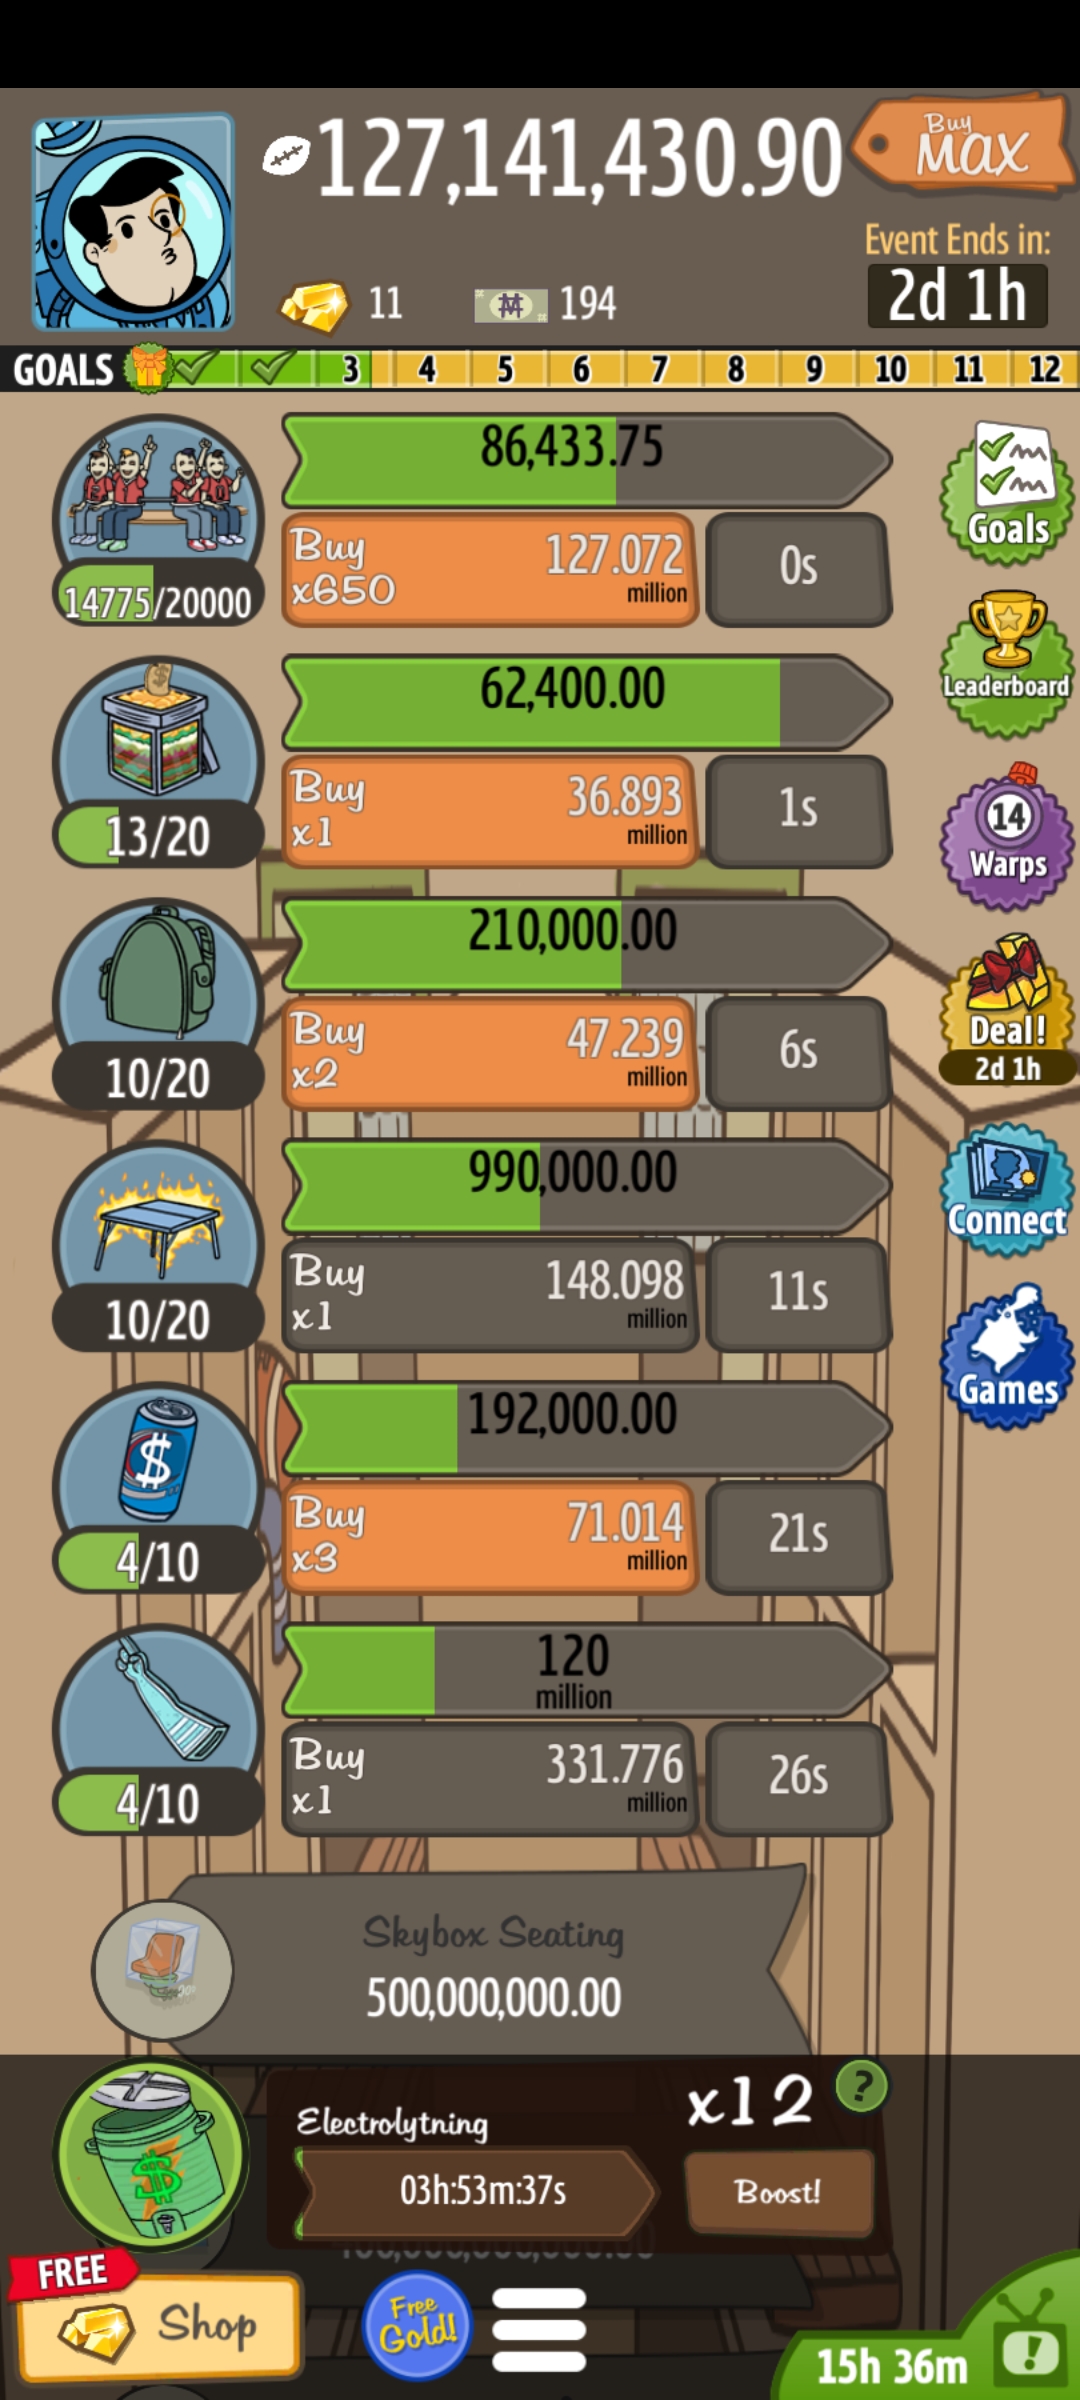 127,141,430.90
Buy
MAX
Event Ends in:
2d 1h
11
194
GOALS 3 4 5 6 7 8 9 10 11 12
86,433.75
Buy
x650
127.072
million
0s
14775/20000
Goals
62,400.00
Buy
x1
36.893
million
1s
13/20
Leaderboard
210,000.00
Buy
x2
47.239
million
6s
10/20
14
Warps
Deal!
2d 1h
990,000.00
Buy
x1
148.098
million
11s
10/20
Connect
Games
192,000.00
Buy
x3
71.014
million
21s
4/10
120
million
Buy
x1
331.776
million
26s
4/10
Skybox Seating
500,000,000.00
Electrolytning
x12
?
03h:53m:37s
Boost!
FREE
Shop
Free
Gold!
15h 36m